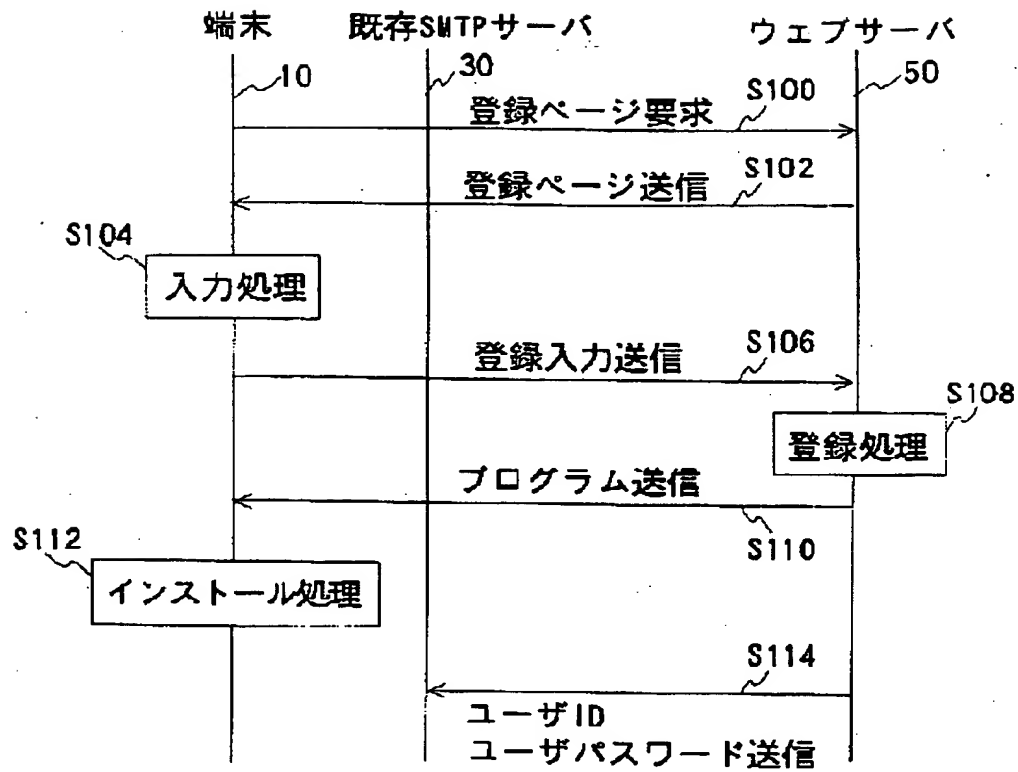 端末
既存SMTPサーバ
ウェブサーバ
10
30
50
S100
登録ページ要求
S102
登録ページ送信
S104
入力処理
S106
登録入力送信
S108
登録処理
プログラム送信
S110
S112
インストール処理
S114
ユーザID
ユーザパスワード送信